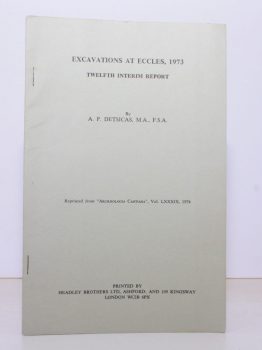 EXCAVATIONS AT ECCLES, 1973
TWELFTH INTERIM REPORT
By
A. P. DETSICAS, M.A., F.S.A.
Reprinted from "ARCHAEOLOGIA CANTIANA", Vol. LXXXIX, 1974
PRINTED BY
HEADLEY BROTHERS LTD, ASHFORD, AND 109 KINGSWAY
LONDON WC2B 6PX